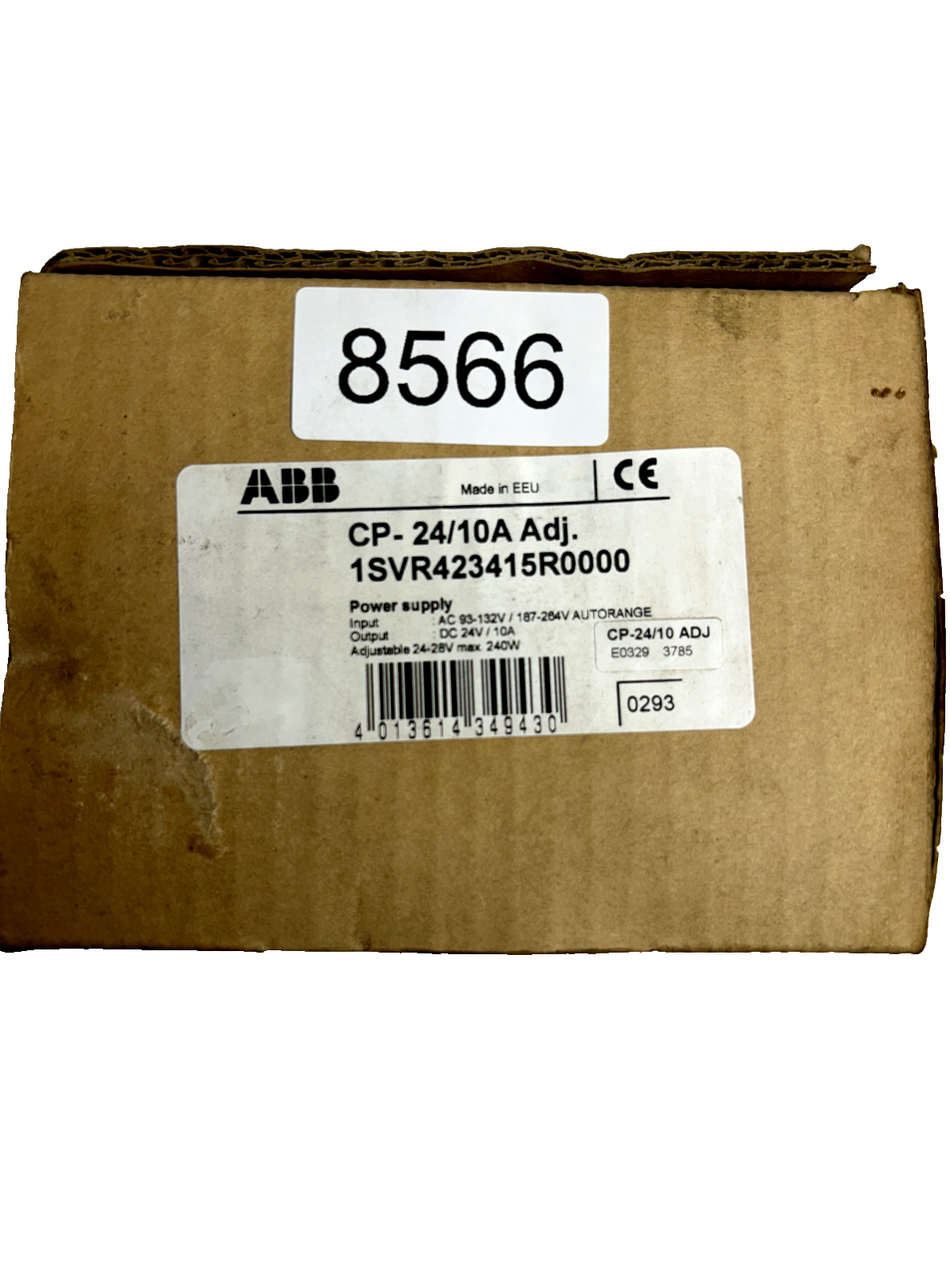 8566
ABB
Made in EEU
CE
CP- 24/10A Adj.
1SVR423415R0000
Power supply
Input : AC 93-132V / 187-264V AUTORANGE
Output : DC 24V / 10A
Adjustable 24-28V max. 240W
CP-24/10 ADJ
E0329 3785
0293
4 013614 349430